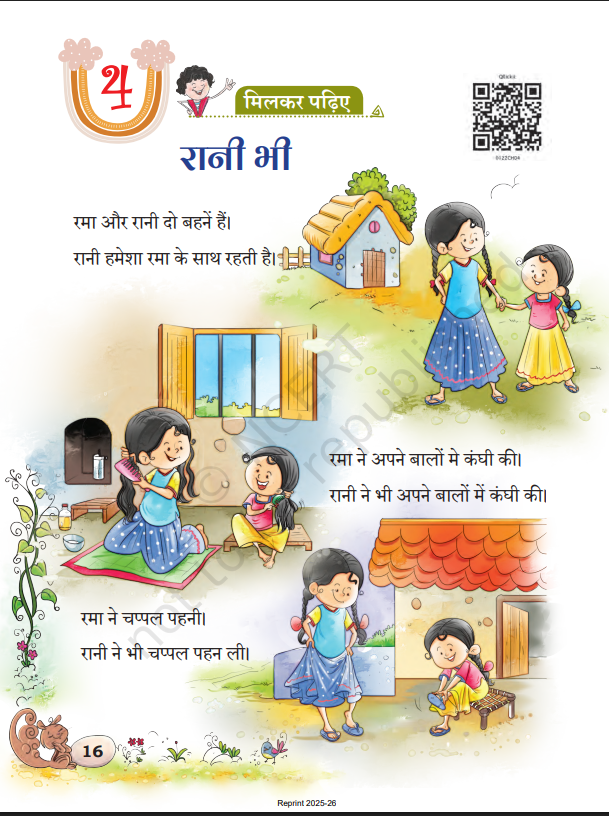 ४
मिलकर पढ़िए
0122CH04
रानी भी
रमा और रानी दो बहनें हैं।
रानी हमेशा रमा के साथ रहती है।
रमा ने अपने बालों मे कंघी की।
रानी ने भी अपने बालों में कंघी की।
रमा ने चप्पल पहनी।
रानी ने भी चप्पल पहन ली।
© NCERT
not to be republished
16
Reprint 2025-26